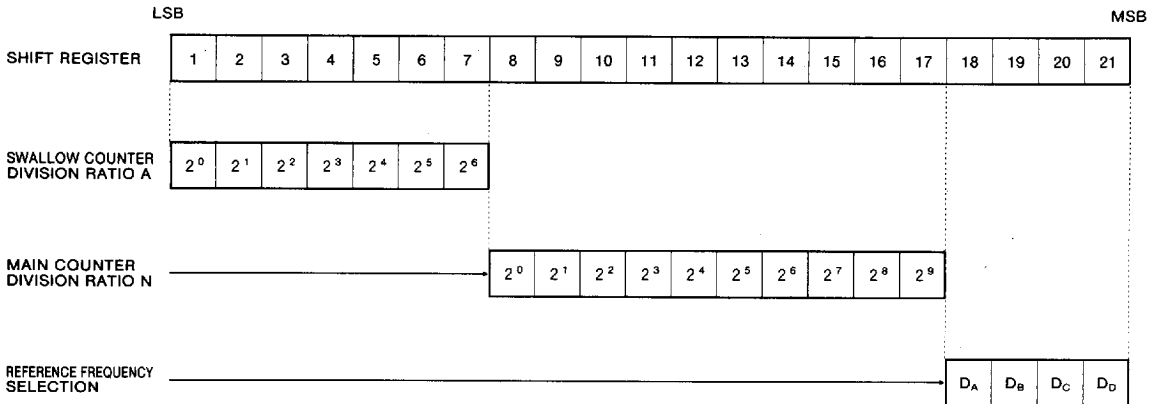 LSB MSB
SHIFT REGISTER 1 2 3 4 5 6 7 8 9 10 11 12 13 14 15 16 17 18 19 20 21
SWALLOW COUNTER
DIVISION RATIO A 2⁰ 2¹ 2² 2³ 2⁴ 2⁵ 2⁶
MAIN COUNTER
DIVISION RATIO N 2⁰ 2¹ 2² 2³ 2⁴ 2⁵ 2⁶ 2⁷ 2⁸ 2⁹
REFERENCE FREQUENCY
SELECTION D_A D_B D_C D_D